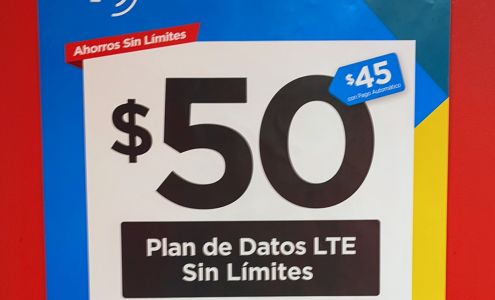 Ahorros Sin Límites
$50
$45
con Pago Automático
Plan de Datos LTE
Sin Límites